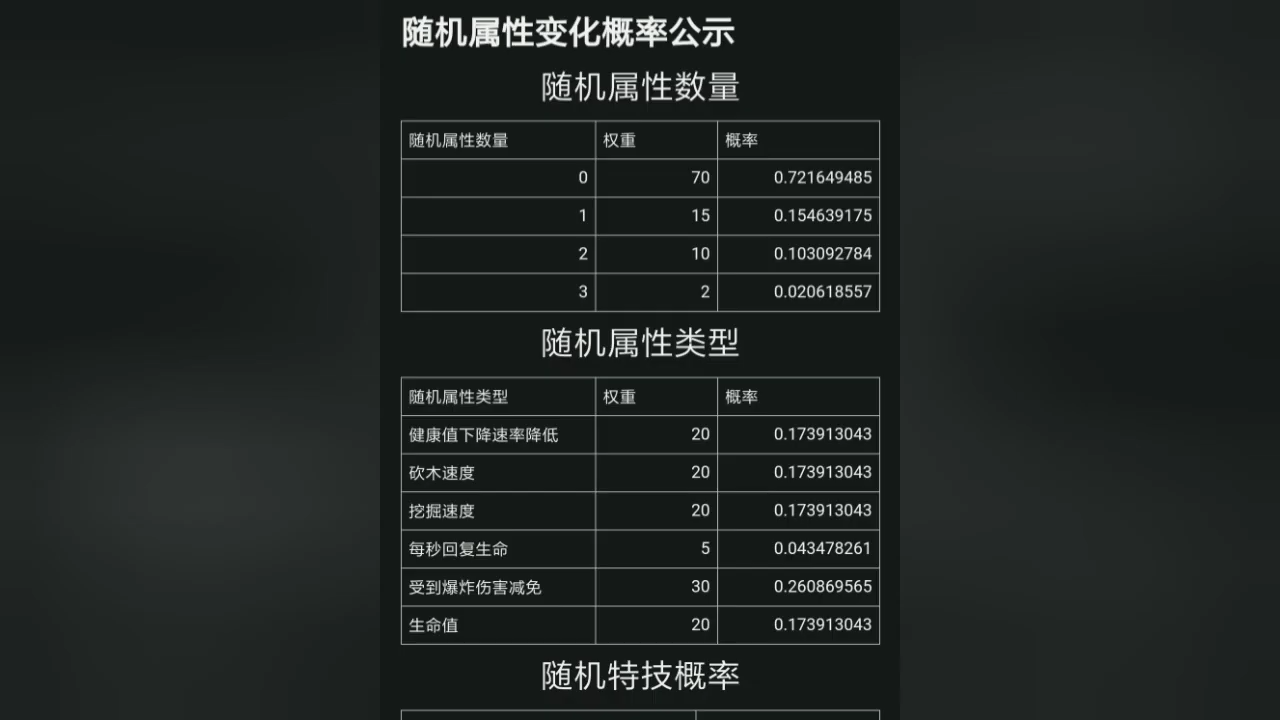 随机属性变化概率公示
随机属性数量
随机属性数量 权重 概率
0 70 0.721649485
1 15 0.154639175
2 10 0.103092784
3 2 0.020618557
随机属性类型
随机属性类型 权重 概率
健康值下降速率降低 20 0.173913043
砍木速度 20 0.173913043
挖掘速度 20 0.173913043
每秒回复生命 5 0.043478261
受到爆炸伤害减免 30 0.260869565
生命值 20 0.173913043
随机特技概率